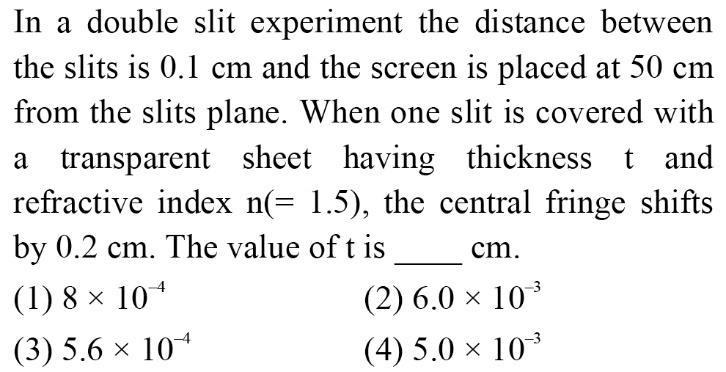 In a double slit experiment the distance between
the slits is 0.1 cm and the screen is placed at 50 cm
from the slits plane. When one slit is covered with
a transparent sheet having thickness t and
refractive index n(= 1.5), the central fringe shifts
by 0.2 cm. The value of t is _____ cm.
(1) 8 × 10⁻⁴ (2) 6.0 × 10⁻³
(3) 5.6 × 10⁻⁴ (4) 5.0 × 10⁻³